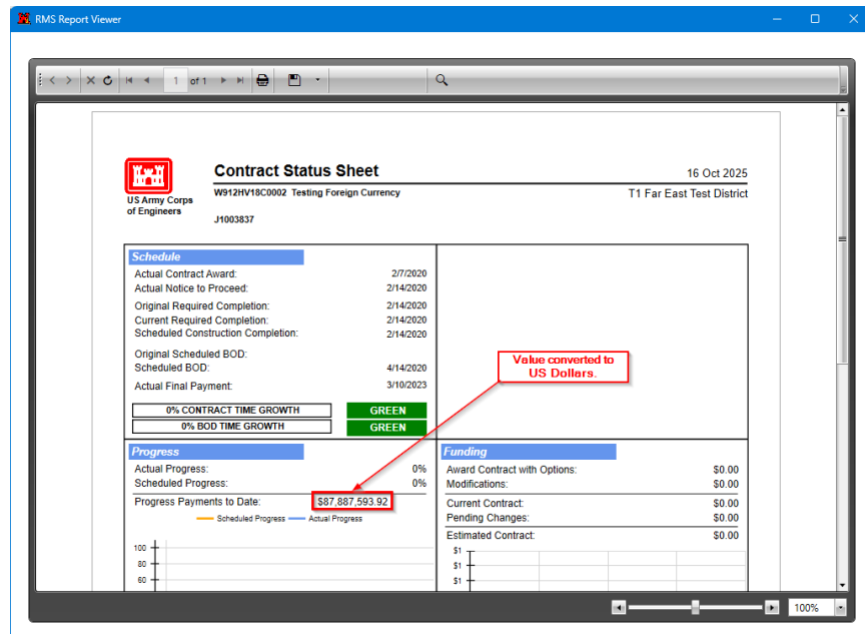 RMS Report Viewer
1 of 1
Contract Status Sheet
16 Oct 2025
US Army Corps
of Engineers
W912HV18C0002 Testing Foreign Currency
T1 Far East Test District
J1003837
Schedule
Actual Contract Award: 2/7/2020
Actual Notice to Proceed: 2/14/2020
Original Required Completion: 2/14/2020
Current Required Completion: 2/14/2020
Scheduled Construction Completion: 2/14/2020
Original Scheduled BOD:
Scheduled BOD: 4/14/2020
Actual Final Payment: 3/10/2023
0% CONTRACT TIME GROWTH GREEN
0% BOD TIME GROWTH GREEN
Value converted to
US Dollars.
Progress
Actual Progress: 0%
Scheduled Progress: 0%
Progress Payments to Date: $87,887,593.92
Scheduled Progress Actual Progress
100
80
60
Funding
Award Contract with Options: $0.00
Modifications: $0.00
Current Contract: $0.00
Pending Changes: $0.00
Estimated Contract: $0.00
$1
$1
$1
100%